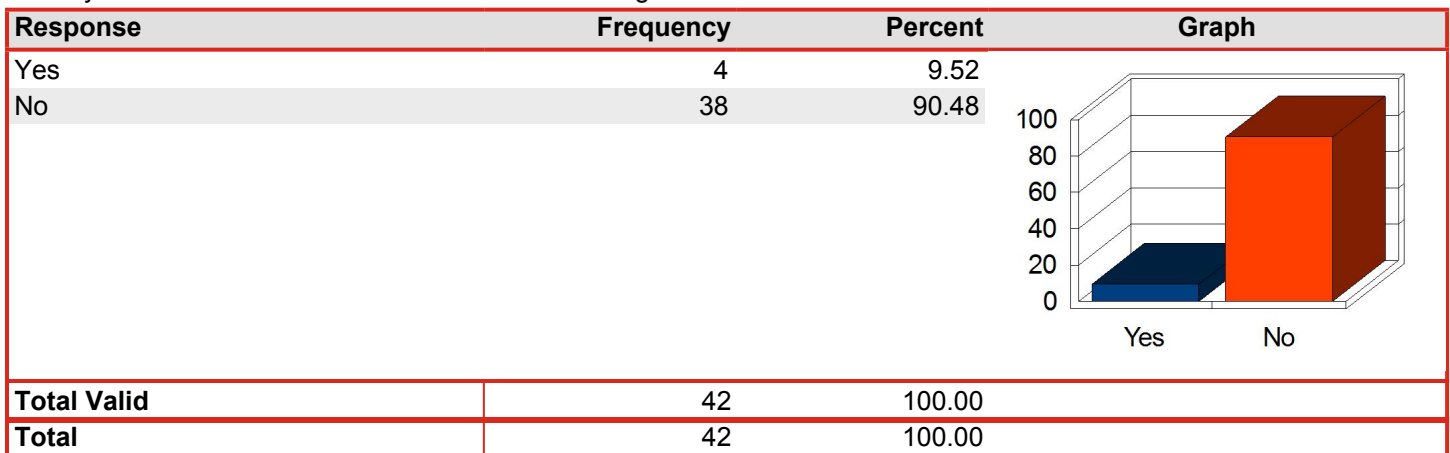 Response Frequency Percent Graph
Yes 4 9.52
No 38 90.48
100
80
60
40
20
0
Yes No
Total Valid 42 100.00
Total 42 100.00